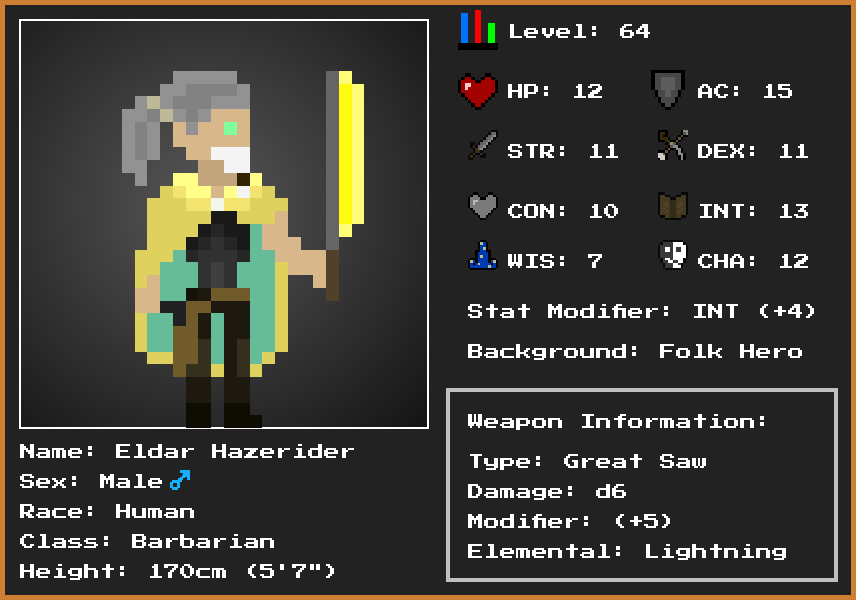 Level: 64
HP: 12
AC: 15
STR: 11
DEX: 11
CON: 10
INT: 13
WIS: 7
CHA: 12
Stat Modifier: INT (+4)
Background: Folk Hero
Weapon Information:
Type: Great Saw
Damage: d6
Modifier: (+5)
Elemental: Lightning
Name: Eldar Hazerider
Sex: Male♂
Race: Human
Class: Barbarian
Height: 170cm (5'7")